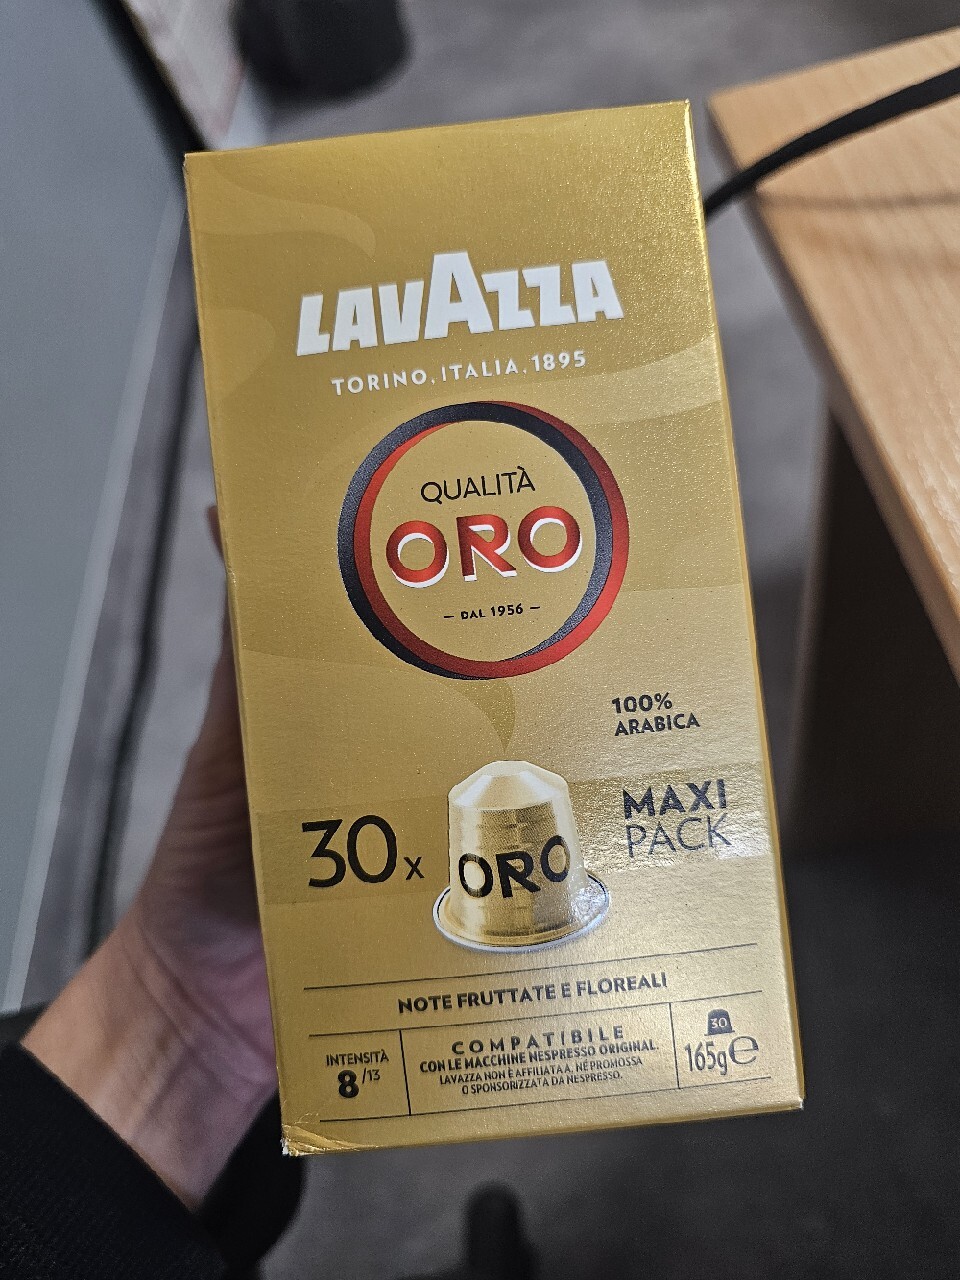 LAVAZZA
TORINO, ITALIA, 1895
QUALITÀ
ORO
– DAL 1956 –
100%
ARABICA
30x
ORO
MAXI
PACK
NOTE FRUTTATE E FLOREALI
INTENSITÀ
8/13
COMPATIBILE
CON LE MACCHINE NESPRESSO ORIGINAL.
LAVAZZA NON È AFFILIATA A, NÉ PROMOSSA
O SPONSORIZZATA DA NESPRESSO.
30
165g e